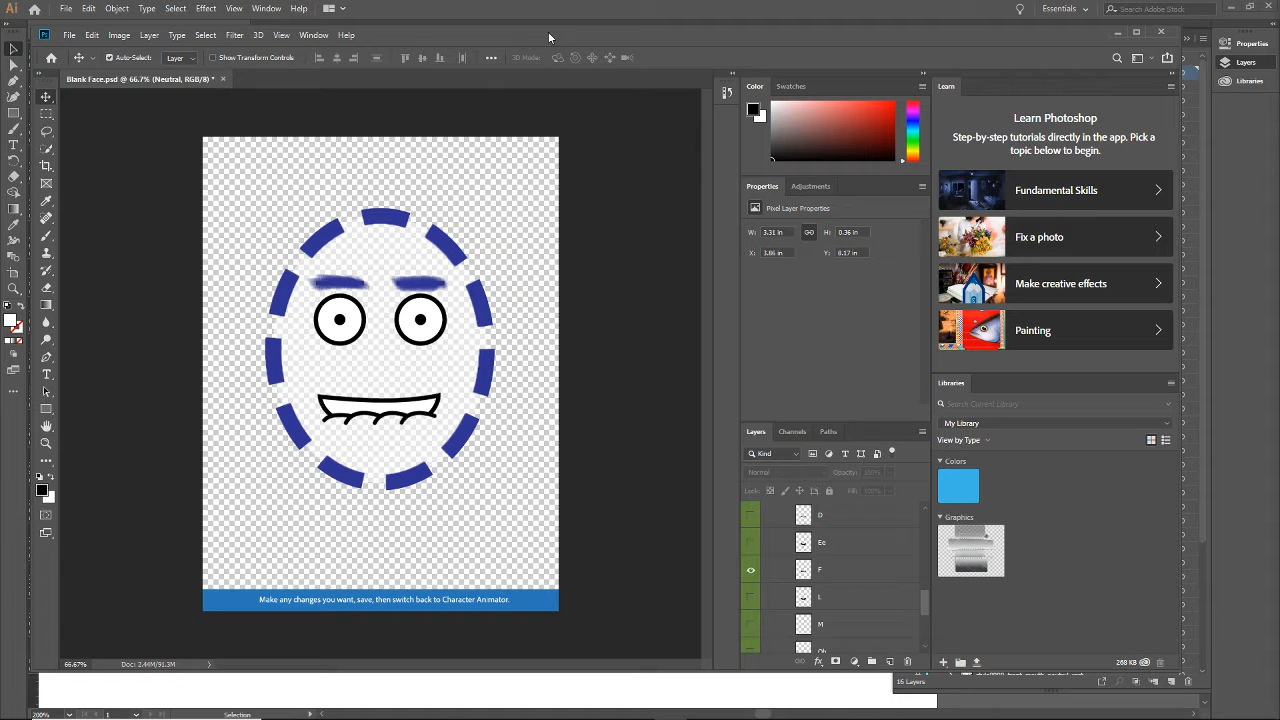 Ai File Edit Object Type Select Effect View Window Help Essentials Search Adobe Stock
Ps File Edit Image Layer Type Select Filter 3D View Window Help
Auto-Select: Layer Show Transform Controls 3D Mode:
Blank Face.psd @ 66.7% (Neutral, RGB/8) *
Color Swatches
Learn
Properties
Layers
Libraries
Learn Photoshop
Step-by-step tutorials directly in the app. Pick a
topic below to begin.
Fundamental Skills
Fix a photo
Make creative effects
Painting
Properties Adjustments
Pixel Layer Properties
W: 3.31 in H: 0.36 in
X: 3.86 in Y: 6.17 in
Libraries
Search Current Library
My Library
View by Type
Colors
Graphics
268 KB
Layers Channels Paths
Kind
Normal Opacity: 100%
Lock: Fill: 100%
D
Ee
F
L
M
Oh
Make any changes you want, save, then switch back to Character Animator.
66.67% Doc: 2.44M/91.3M
16 Layers
200% 1 Selection